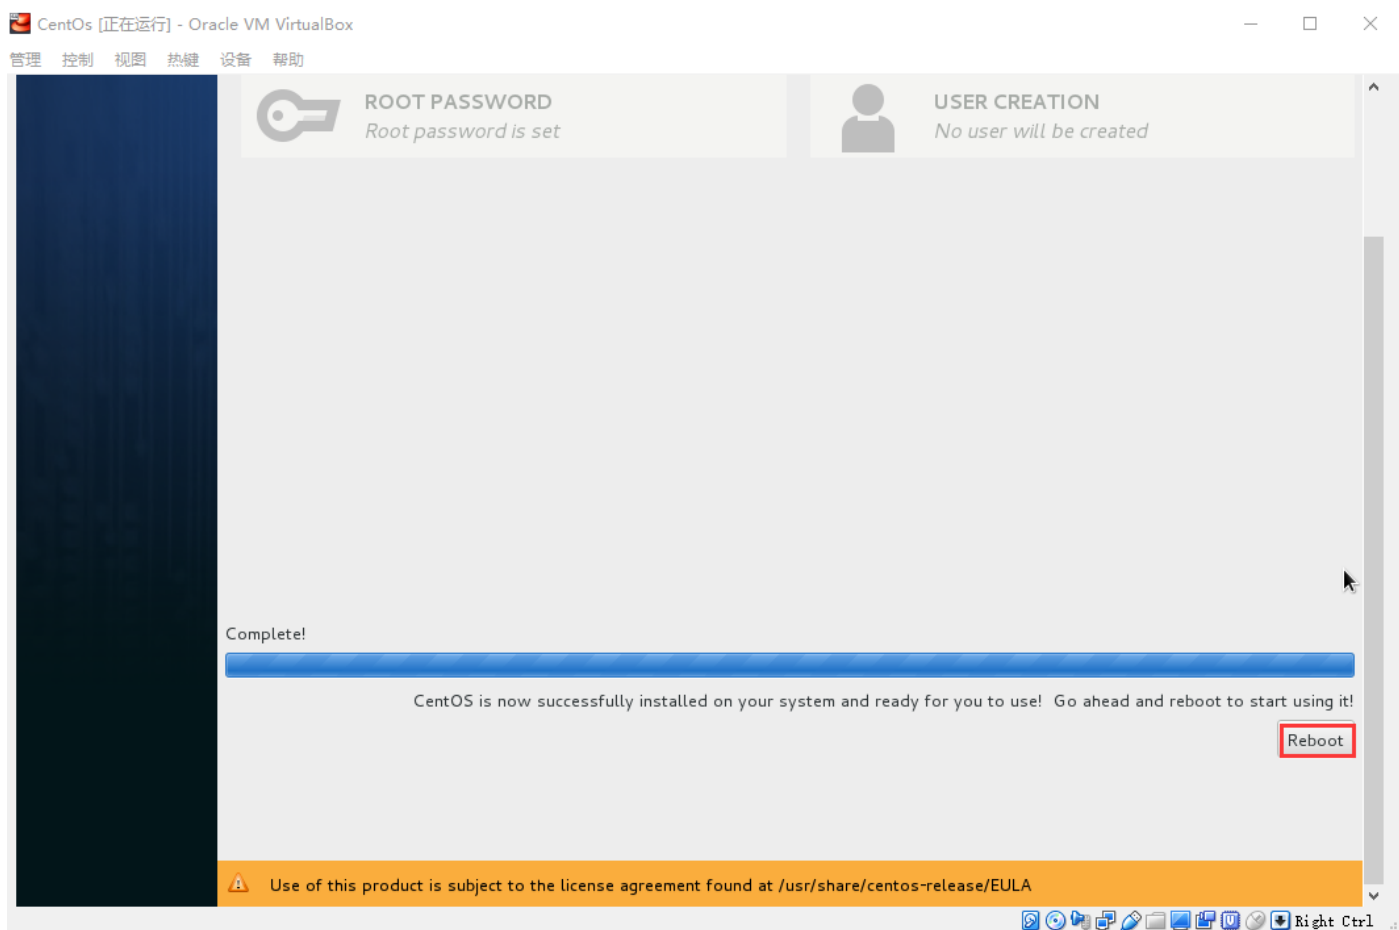 CentOs [正在运行] - Oracle VM VirtualBox
管理 控制 视图 热键 设备 帮助
ROOT PASSWORD
Root password is set
USER CREATION
No user will be created
Complete!
CentOS is now successfully installed on your system and ready for you to use! Go ahead and reboot to start using it!
Reboot
Use of this product is subject to the license agreement found at /usr/share/centos-release/EULA
Right Ctrl